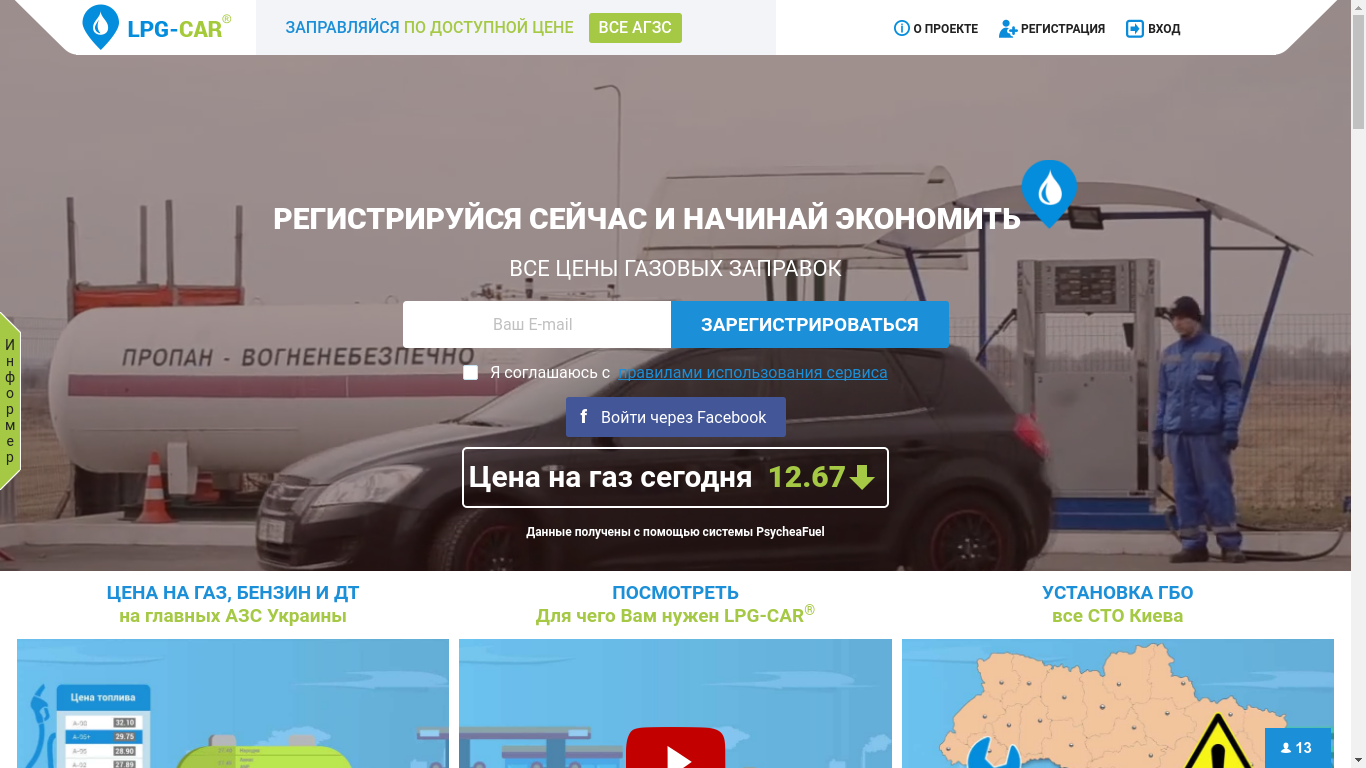 LPG-CAR®
ЗАПРАВЛЯЙСЯ ПО ДОСТУПНОЙ ЦЕНЕ
ВСЕ АГЗС
О ПРОЕКТЕ
РЕГИСТРАЦИЯ
ВХОД
РЕГИСТРИРУЙСЯ СЕЙЧАС И НАЧИНАЙ ЭКОНОМИТЬ
ВСЕ ЦЕНЫ ГАЗОВЫХ ЗАПРАВОК
Ваш E-mail
ЗАРЕГИСТРИРОВАТЬСЯ
ПРОПАН - ВОГНЕНЕБЕЗПЕЧНО
Я соглашаюсь с правилами использования сервиса
f Войти через Facebook
Информер
Цена на газ сегодня 12.67
Данные получены с помощью системы PsycheaFuel
ЦЕНА НА ГАЗ, БЕНЗИН И ДТ
на главных АЗС Украины
ПОСМОТРЕТЬ
Для чего Вам нужен LPG-CAR®
УСТАНОВКА ГБО
все СТО Киева
Цена топлива
А-95 32.10
А-95+ 29.75
А-95 28.90
А-92 27.89
13